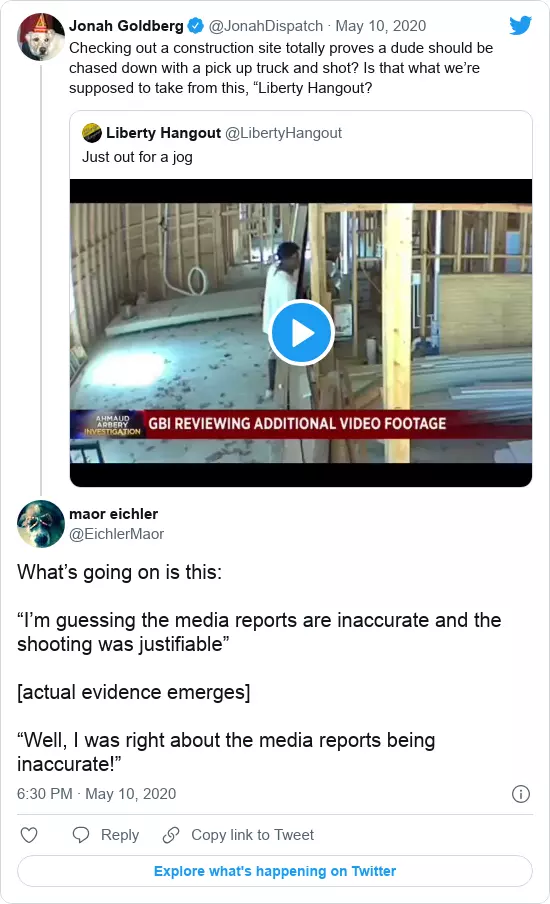 Jonah Goldberg @JonahDispatch · May 10, 2020
Checking out a construction site totally proves a dude should be
chased down with a pick up truck and shot? Is that what we’re
supposed to take from this, “Liberty Hangout?
Liberty Hangout @LibertyHangout
Just out for a jog
AHMAUD
ARBERY
INVESTIGATION
GBI REVIEWING ADDITIONAL VIDEO FOOTAGE
maor eichler
@EichlerMaor
What’s going on is this:
“I’m guessing the media reports are inaccurate and the
shooting was justifiable”
[actual evidence emerges]
“Well, I was right about the media reports being
inaccurate!”
6:30 PM · May 10, 2020
Reply
Copy link to Tweet
Explore what's happening on Twitter